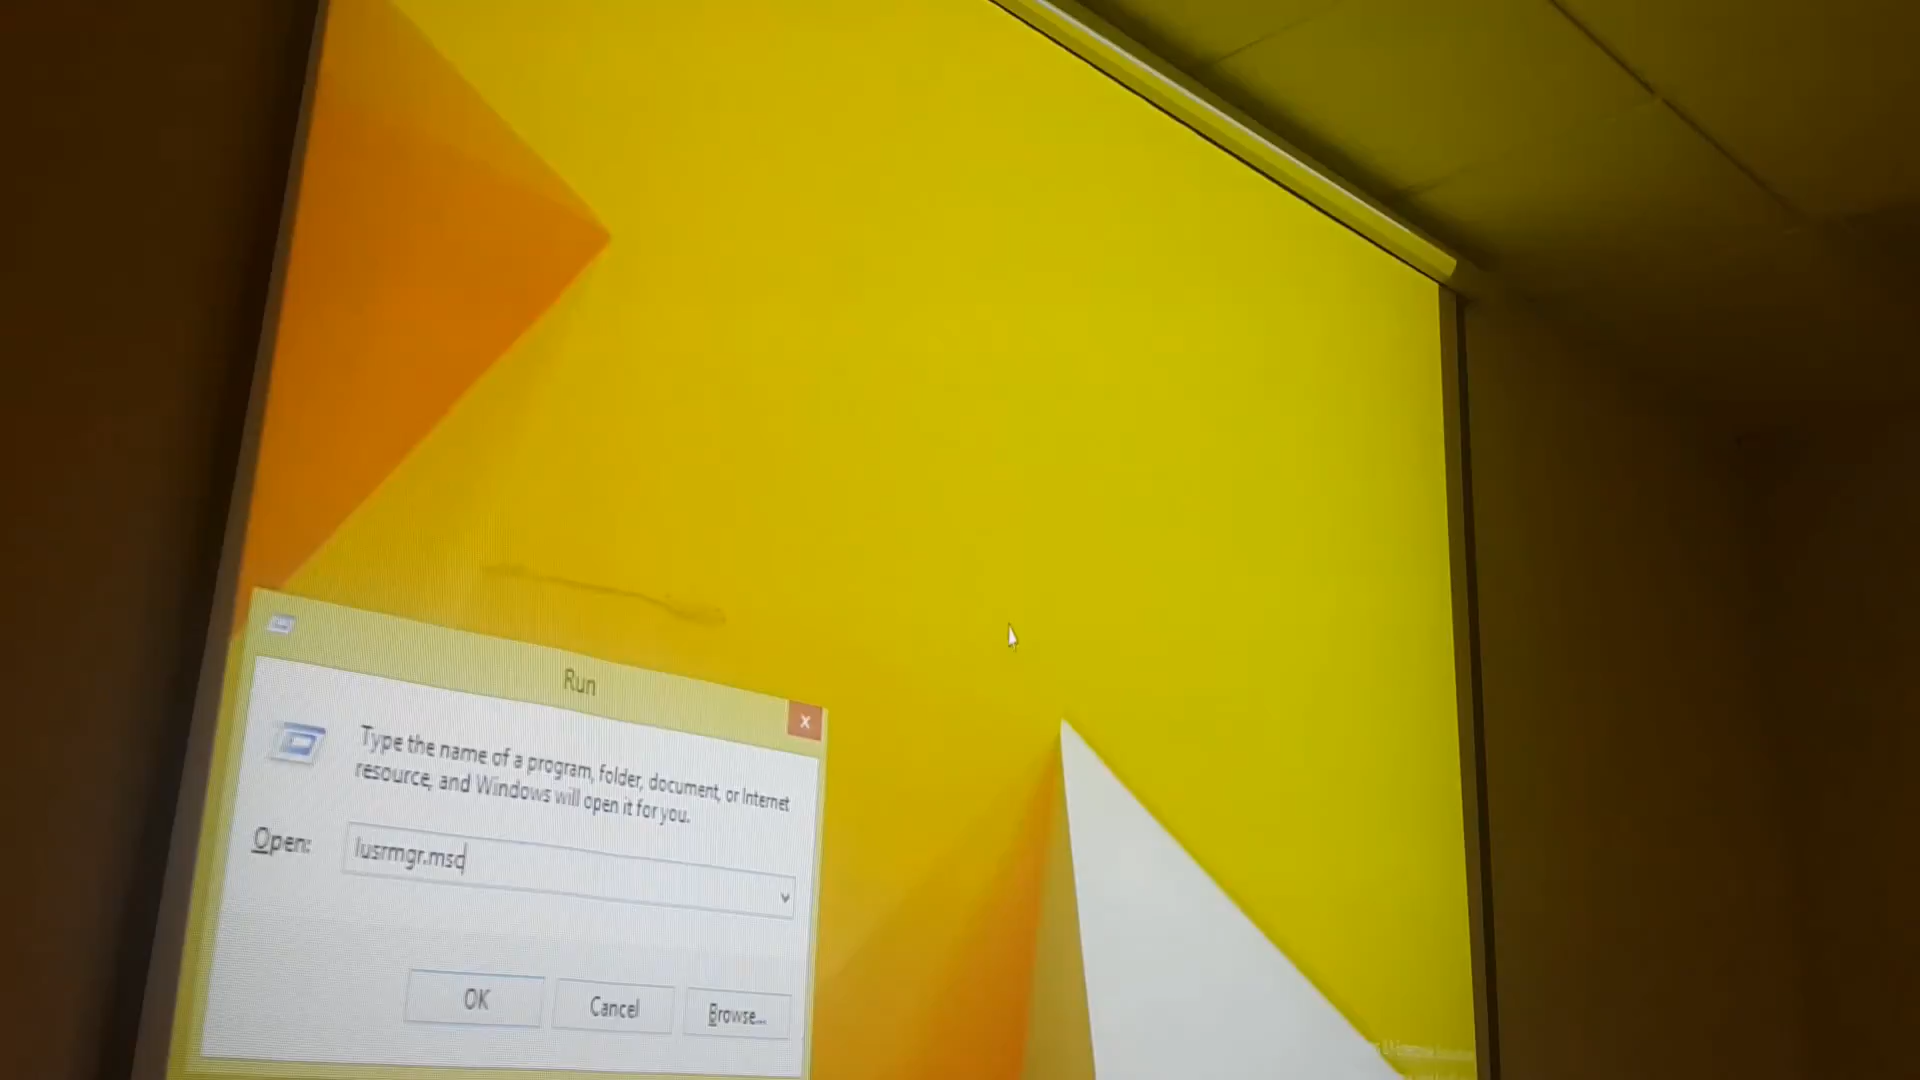 Run
x
Type the name of a program, folder, document, or Internet
resource, and Windows will open it for you.
Open:
lusrmgr.msc
OK
Cancel
Browse...